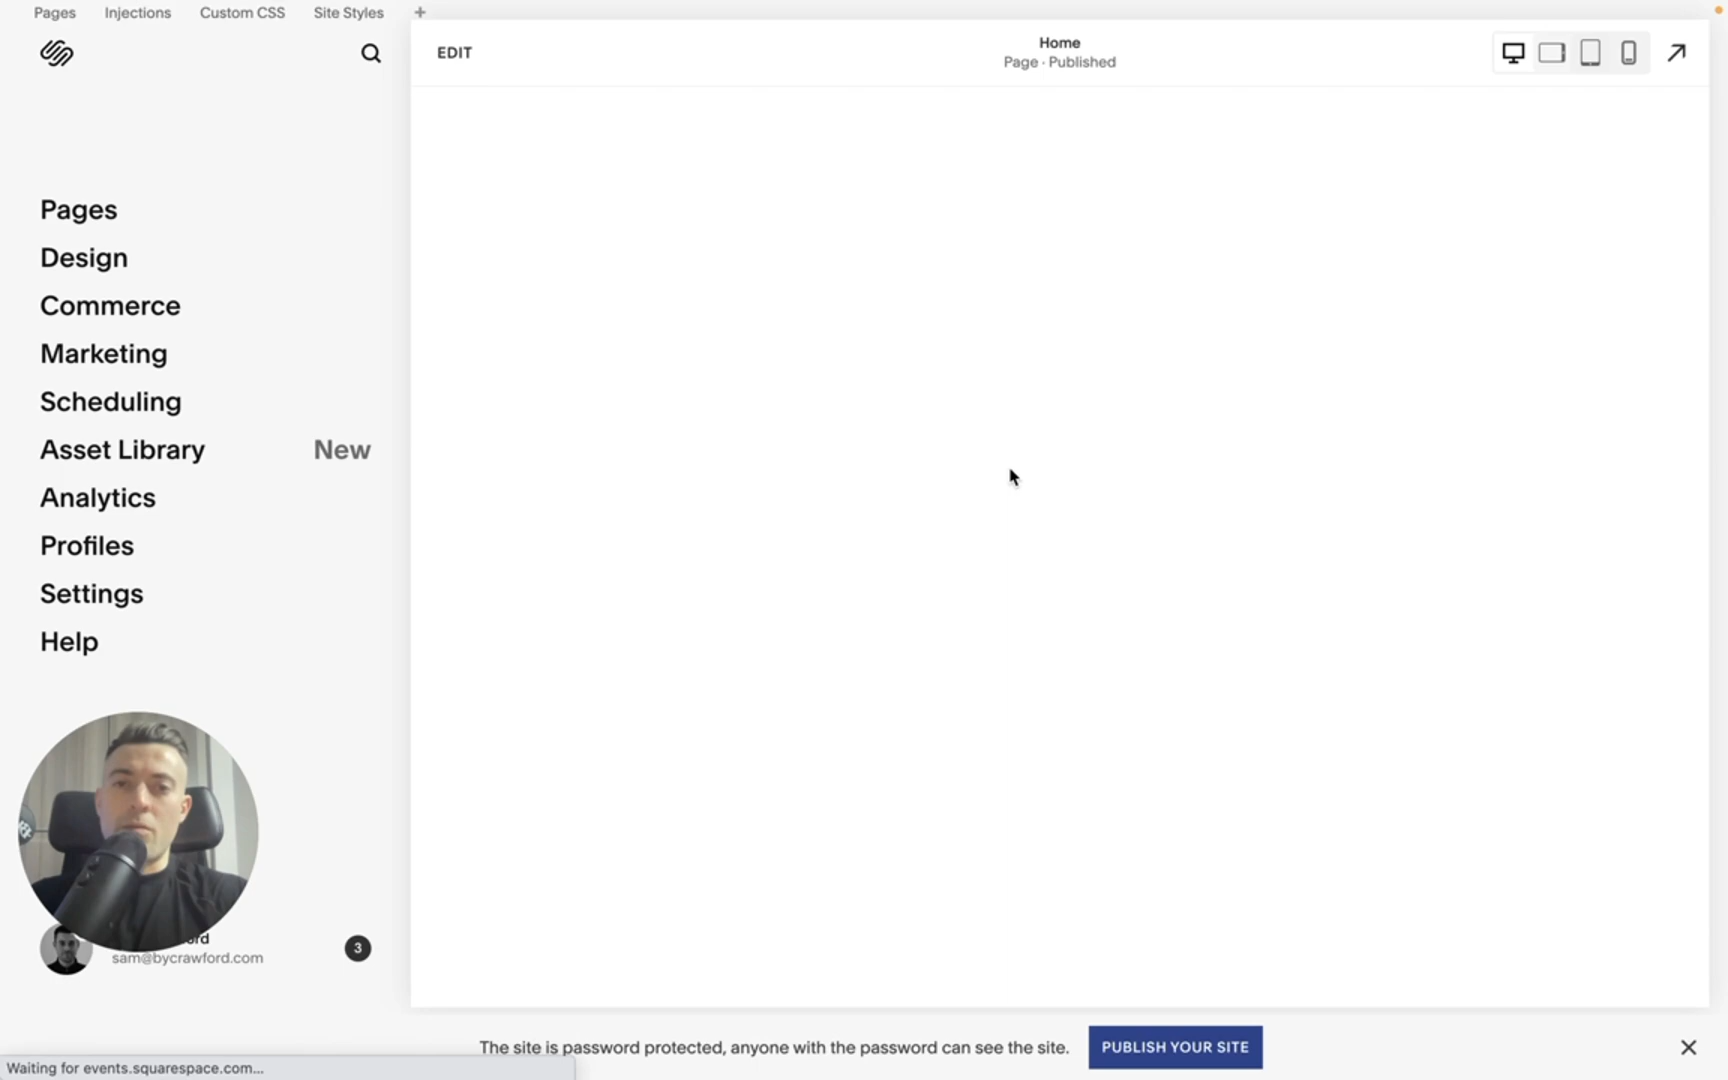 Pages Injections Custom CSS Site Styles +
EDIT
Home
Page · Published
Pages
Design
Commerce
Marketing
Scheduling
Asset Library New
Analytics
Profiles
Settings
Help
sam@bycrawford.com
3
The site is password protected, anyone with the password can see the site.
PUBLISH YOUR SITE
Waiting for events.squarespace.com...